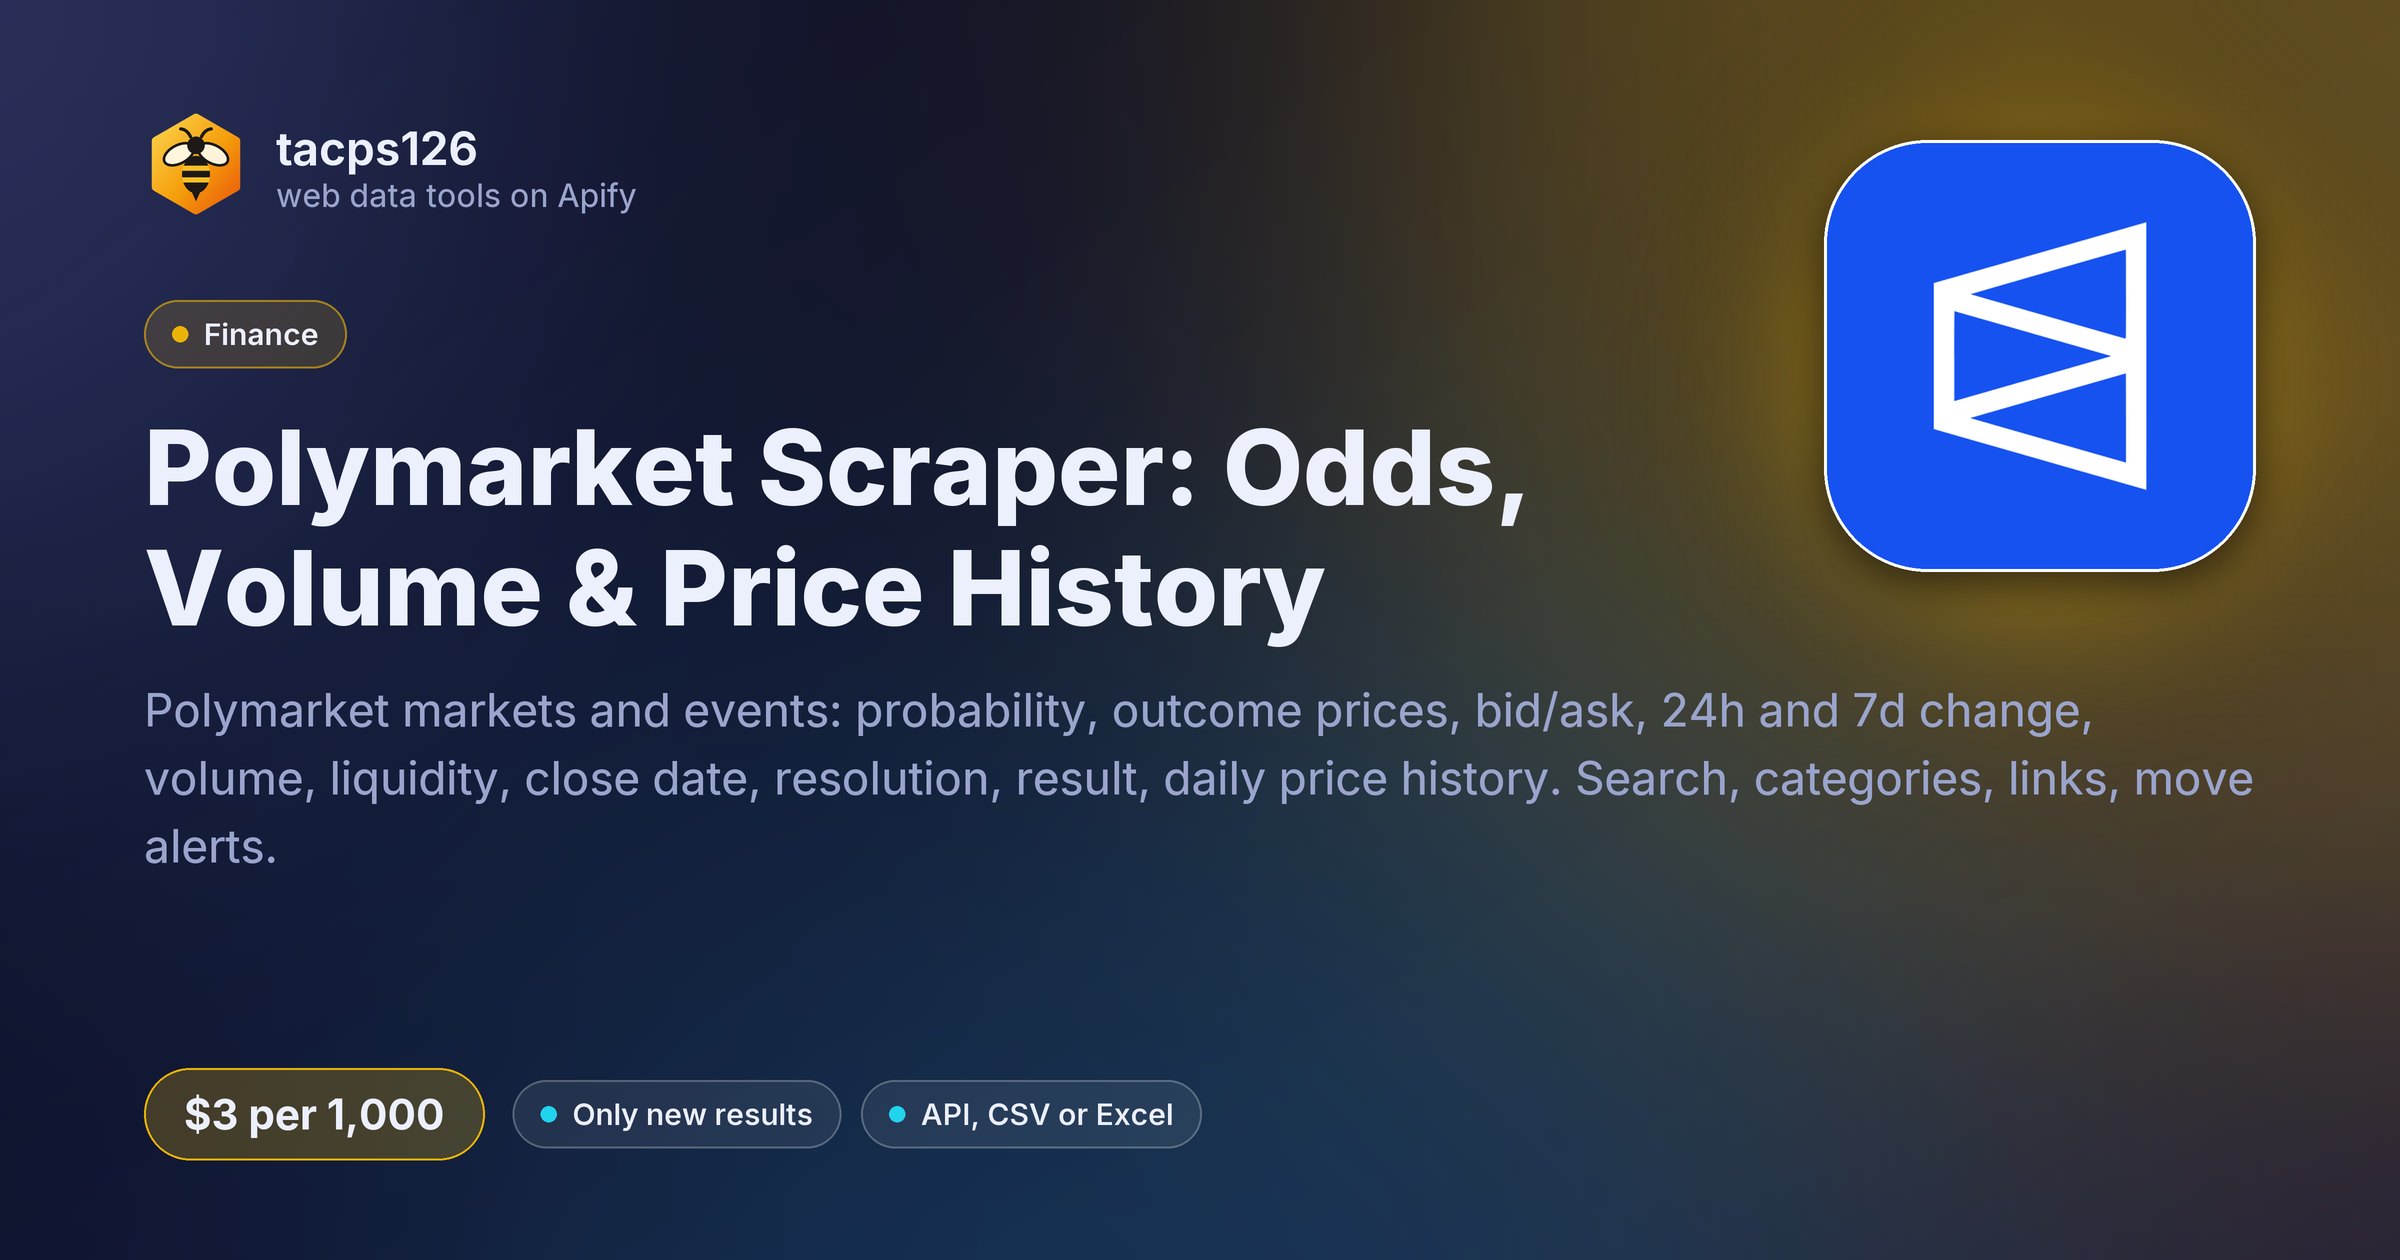 tacps126
web data tools on Apify
Finance
Polymarket Scraper: Odds,
Volume & Price History
Polymarket markets and events: probability, outcome prices, bid/ask, 24h and 7d change,
volume, liquidity, close date, resolution, result, daily price history. Search, categories, links, move
alerts.
$3 per 1,000
Only new results
API, CSV or Excel